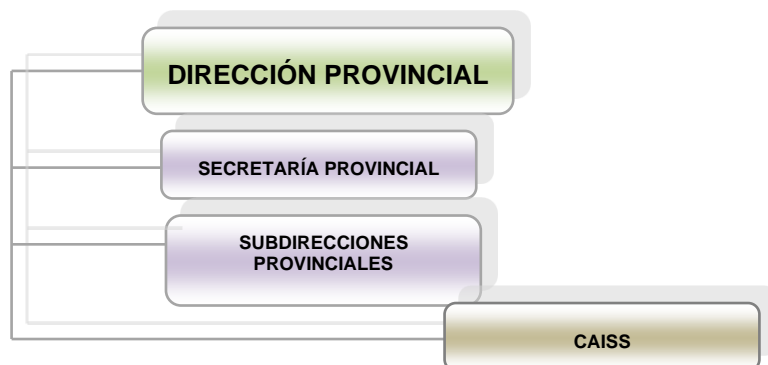 DIRECCIÓN PROVINCIAL
SECRETARÍA PROVINCIAL
SUBDIRECCIONES
PROVINCIALES
CAISS